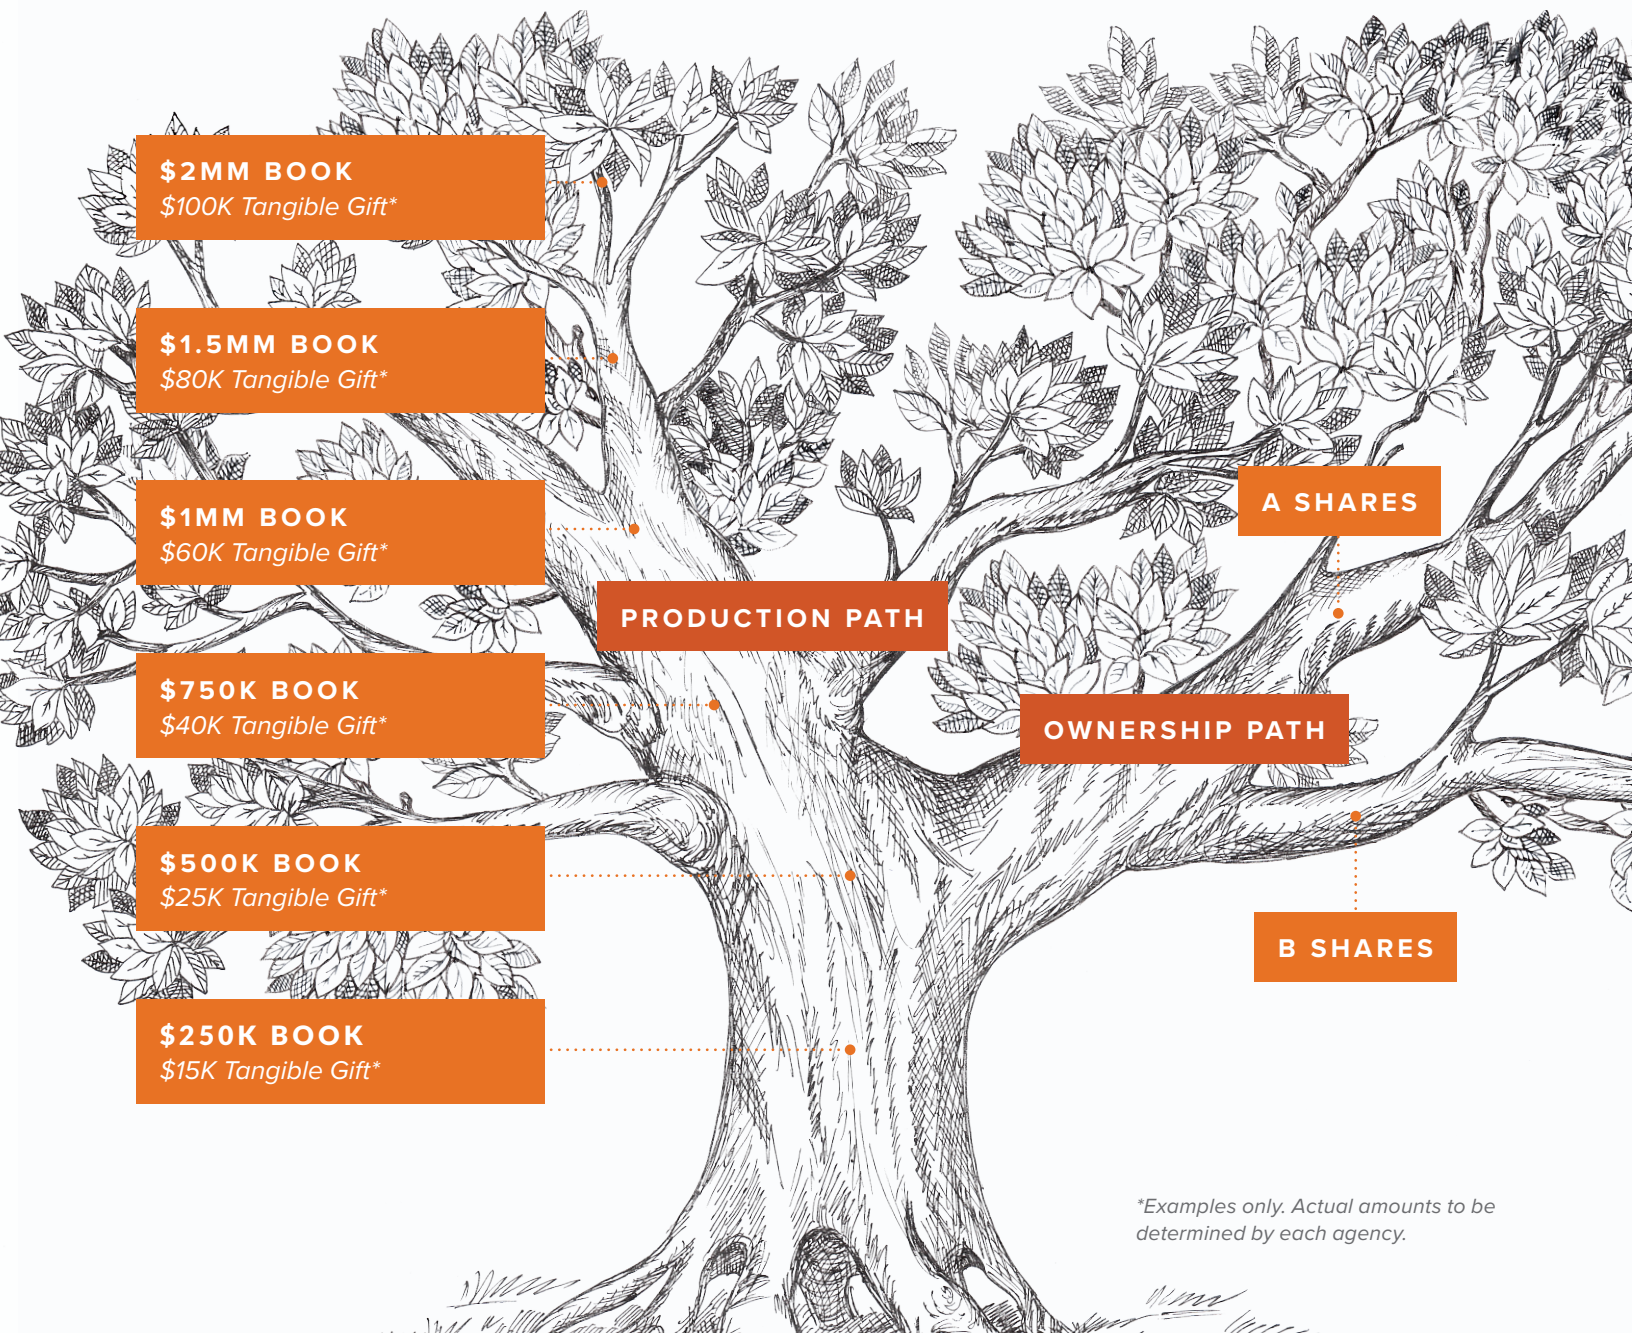 $2MM BOOK
$100K Tangible Gift*
$1.5MM BOOK
$80K Tangible Gift*
$1MM BOOK
$60K Tangible Gift*
$750K BOOK
$40K Tangible Gift*
$500K BOOK
$25K Tangible Gift*
$250K BOOK
$15K Tangible Gift*
PRODUCTION PATH
A SHARES
OWNERSHIP PATH
B SHARES
*Examples only. Actual amounts to be
determined by each agency.